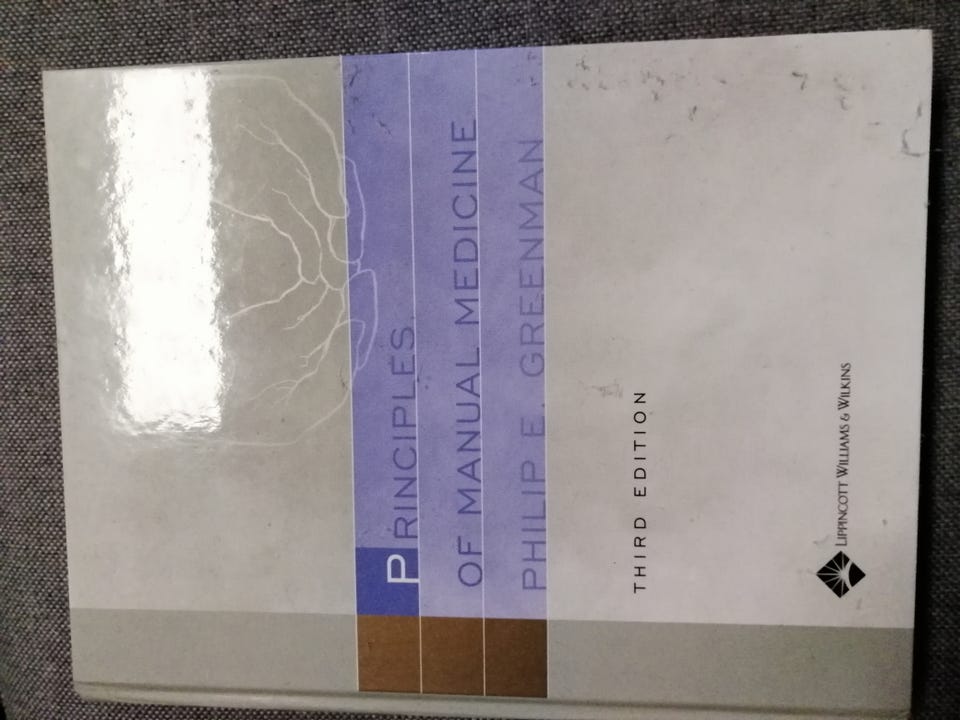 PRINCIPLES
OF MANUAL MEDICINE
PHILIP E. GREENMAN
THIRD EDITION
LIPPINCOTT WILLIAMS & WILKINS